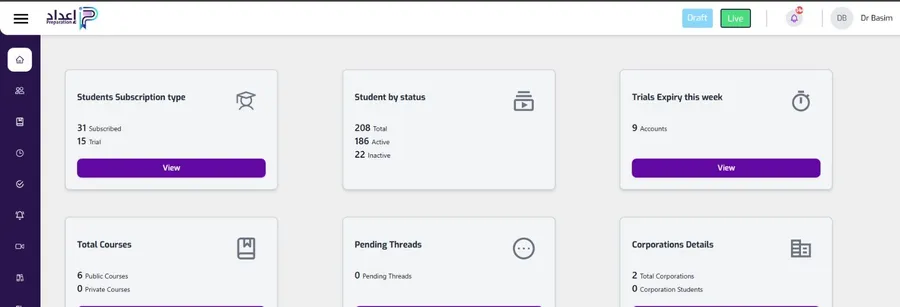 إعداد
Preparation
Draft
Live
DB
Dr Basim
Students Subscription type
31 Subscribed
15 Trial
View
Student by status
208 Total
186 Active
22 Inactive
Trials Expiry this week
9 Accounts
View
Total Courses
6 Public Courses
0 Private Courses
Pending Threads
0 Pending Threads
Corporations Details
2 Total Corporations
0 Corporation Students